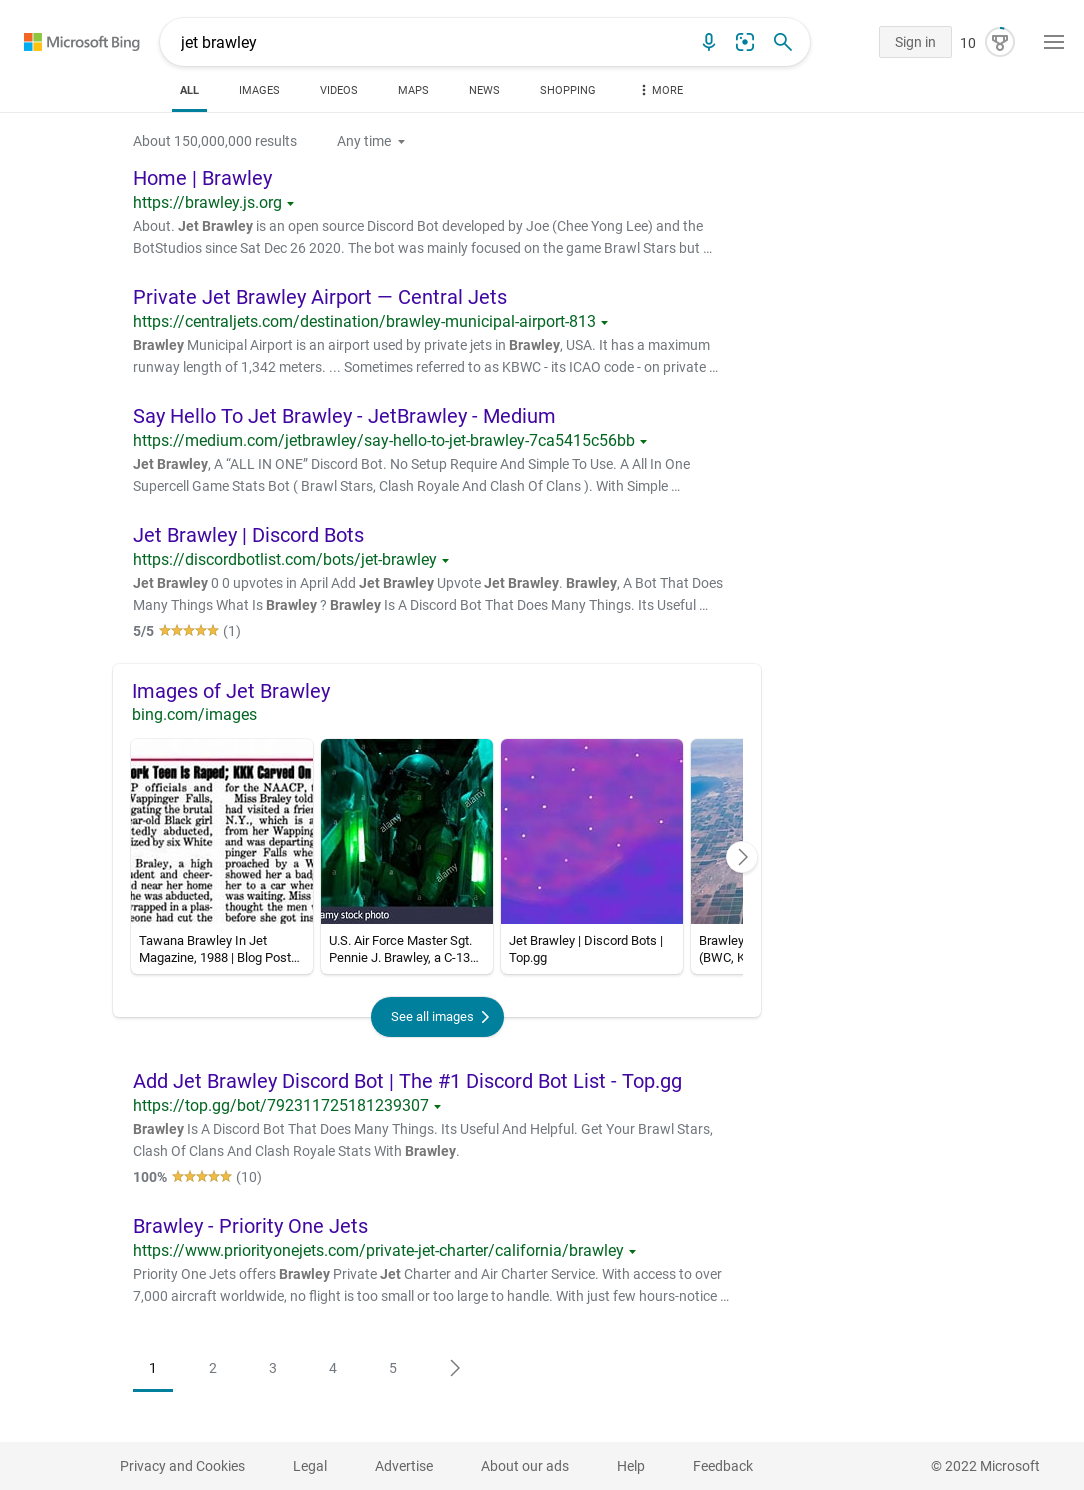 Microsoft Bing
jet brawley
Sign in
10
ALL
IMAGES
VIDEOS
MAPS
NEWS
SHOPPING
MORE
About 150,000,000 results
Any time
Home | Brawley
https://brawley.js.org
About. Jet Brawley is an open source Discord Bot developed by Joe (Chee Yong Lee) and the
BotStudios since Sat Dec 26 2020. The bot was mainly focused on the game Brawl Stars but …
Private Jet Brawley Airport — Central Jets
https://centraljets.com/destination/brawley-municipal-airport-813
Brawley Municipal Airport is an airport used by private jets in Brawley, USA. It has a maximum
runway length of 1,342 meters. ... Sometimes referred to as KBWC - its ICAO code - on private …
Say Hello To Jet Brawley - JetBrawley - Medium
https://medium.com/jetbrawley/say-hello-to-jet-brawley-7ca5415c56bb
Jet Brawley, A “ALL IN ONE” Discord Bot. No Setup Require And Simple To Use. A All In One
Supercell Game Stats Bot ( Brawl Stars, Clash Royale And Clash Of Clans ). With Simple …
Jet Brawley | Discord Bots
https://discordbotlist.com/bots/jet-brawley
Jet Brawley 0 0 upvotes in April Add Jet Brawley Upvote Jet Brawley. Brawley, A Bot That Does
Many Things What Is Brawley ? Brawley Is A Discord Bot That Does Many Things. Its Useful …
5/5 (1)
Images of Jet Brawley
bing.com/images
ork Teen Is Raped; KKK Carved On
P officials and
Wappinger Falls,
gating the brutal
ear-old Black girl
tedly abducted,
ized by six White
Braley, a high
dent and cheer-
d near her home
he was abducted,
wrapped in a plas-
eone had cut the
for the NAACP, t
Miss Braley told
had visited a frie
N.Y., which is a
from her Wapping
and was departing
pinger Falls whe
proached by a W
showed her a bad
her to a car wher
was waiting. Miss
thought the men
before she got ins
alamy
alamy
alamy
amy stock photo
Tawana Brawley In Jet
Magazine, 1988 | Blog Post...
U.S. Air Force Master Sgt.
Pennie J. Brawley, a C-13...
Jet Brawley | Discord Bots |
Top.gg
Brawley
(BWC, K
See all images
Add Jet Brawley Discord Bot | The #1 Discord Bot List - Top.gg
https://top.gg/bot/792311725181239307
Brawley Is A Discord Bot That Does Many Things. Its Useful And Helpful. Get Your Brawl Stars,
Clash Of Clans And Clash Royale Stats With Brawley.
100% (10)
Brawley - Priority One Jets
https://www.priorityonejets.com/private-jet-charter/california/brawley
Priority One Jets offers Brawley Private Jet Charter and Air Charter Service. With access to over
7,000 aircraft worldwide, no flight is too small or too large to handle. With just few hours-notice …
1 2 3 4 5
Privacy and Cookies
Legal
Advertise
About our ads
Help
Feedback
© 2022 Microsoft